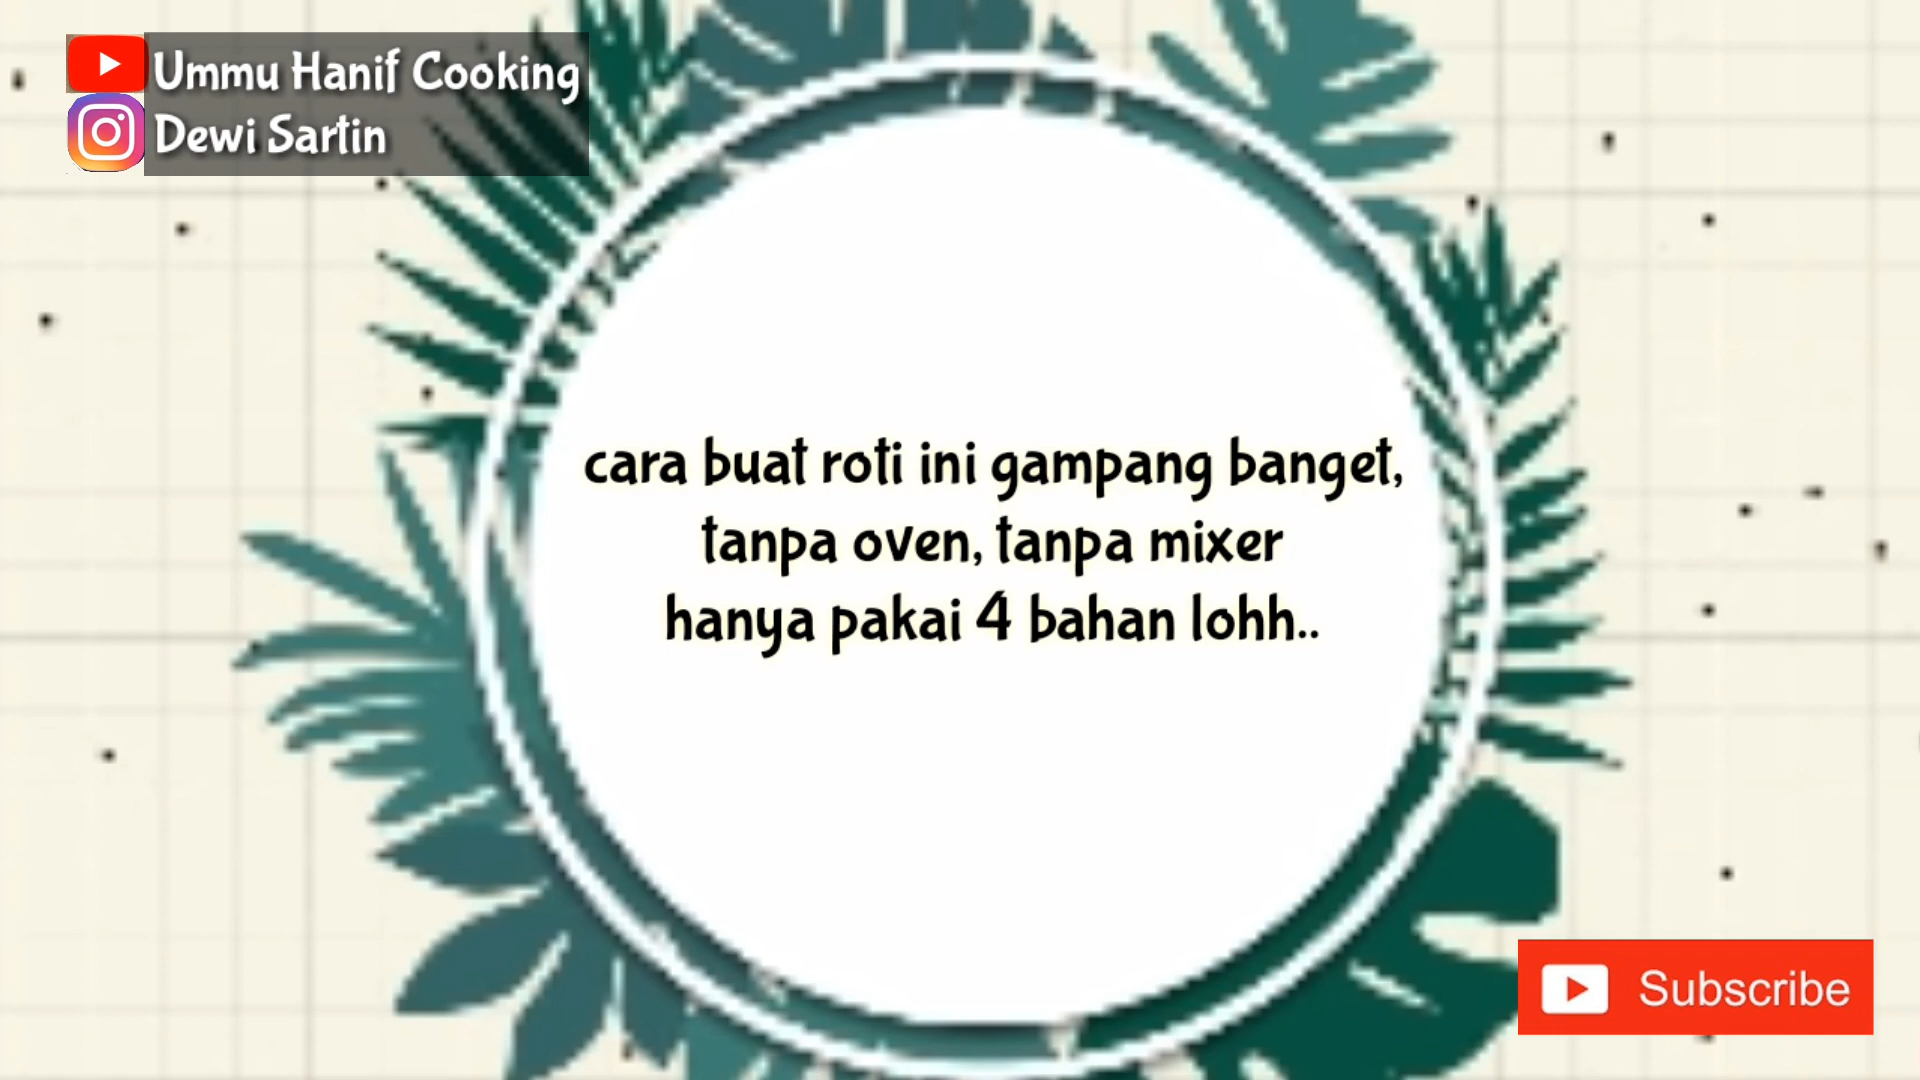 Ummu Hanif Cooking
Dewi Sartin
cara buat roti ini gampang banget,
tanpa oven, tanpa mixer
hanya pakai 4 bahan lohh..
Subscribe